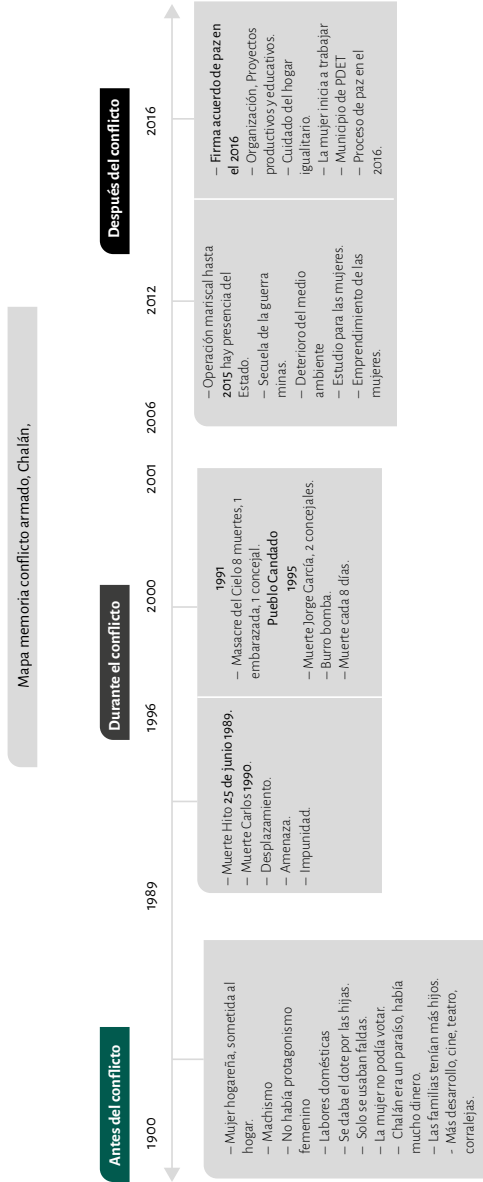 Mapa memoria conflicto armado, Chalán,
Antes del conflicto
Durante el conflicto
Después del conflicto
1900
1989
1996
2000
2001
2006
2012
2016
– Mujer hogareña, sometida al
hogar.
– Machismo
– No había protagonismo
femenino
– Labores domésticas
– Se daba el dote por las hijas.
– Solo se usaban faldas.
– La mujer no podía votar.
– Chalán era un paraíso, había
mucho dinero.
– Las familias tenían más hijos.
- Más desarrollo, cine, teatro,
corralejas.
– Muerte Hito 25 de junio 1989.
– Muerte Carlos 1990.
– Desplazamiento.
– Amenaza.
– Impunidad.
1991
– Masacre del Cielo 8 muertes, 1
embarazada, 1 concejal.
Pueblo Candado
1995
– Muerte Jorge García, 2 concejales.
– Burro bomba.
– Muerte cada 8 días.
– Operación mariscal hasta
2015 hay presencia del
Estado.
– Secuela de la guerra
minas.
– Deterioro del medio
ambiente
– Estudio para las mujeres.
– Emprendimiento de las
mujeres.
– Firma acuerdo de paz en
el 2016
– Organización, Proyectos
productivos y educativos.
– Cuidado del hogar
igualitario.
– La mujer inicia a trabajar
– Municipio de PDET
– Proceso de paz en el
2016.